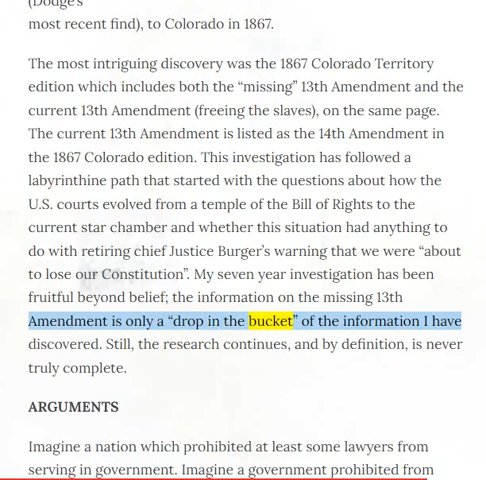 (Dodge's
most recent find), to Colorado in 1867.
The most intriguing discovery was the 1867 Colorado Territory
edition which includes both the “missing” 13th Amendment and the
current 13th Amendment (freeing the slaves), on the same page.
The current 13th Amendment is listed as the 14th Amendment in
the 1867 Colorado edition. This investigation has followed a
labyrinthine path that started with the questions about how the
U.S. courts evolved from a temple of the Bill of Rights to the
current star chamber and whether this situation had anything to
do with retiring chief Justice Burger’s warning that we were “about
to lose our Constitution”. My seven year investigation has been
fruitful beyond belief; the information on the missing 13th
Amendment is only a “drop in the bucket” of the information I have
discovered. Still, the research continues, and by definition, is never
truly complete.
ARGUMENTS
Imagine a nation which prohibited at least some lawyers from
serving in government. Imagine a government prohibited from